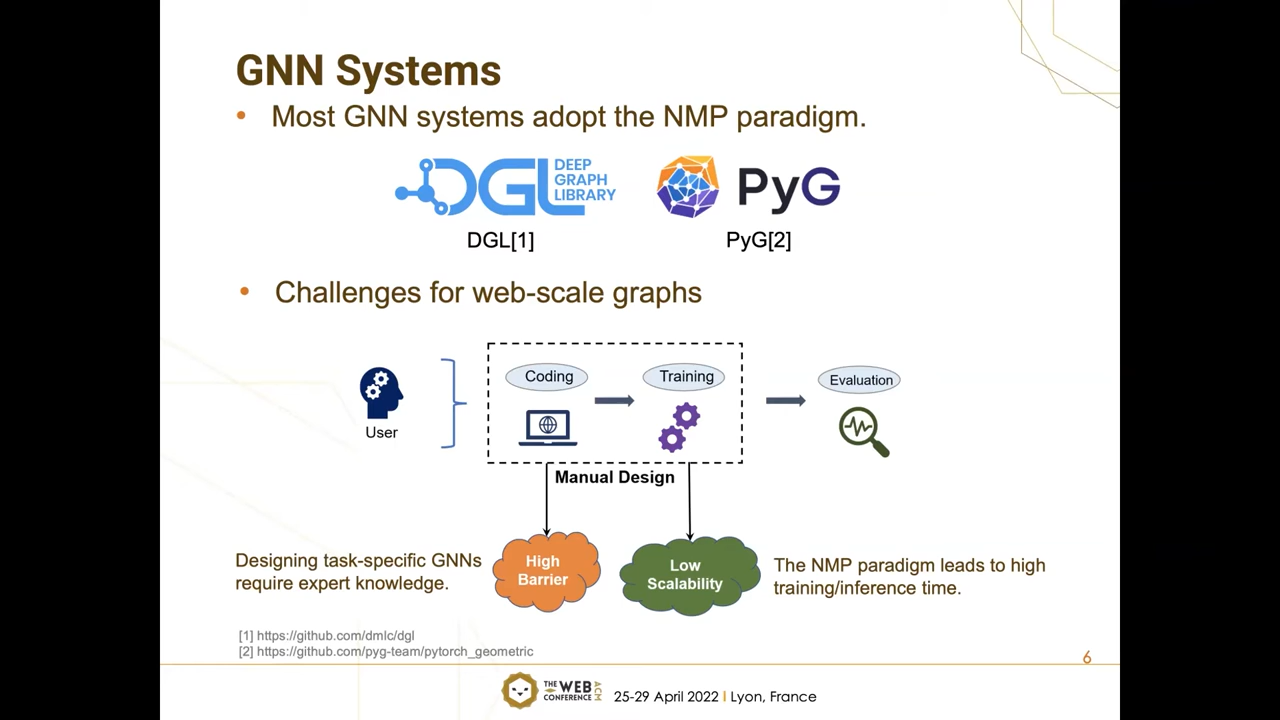 GNN Systems
• Most GNN systems adopt the NMP paradigm.
DGL DEEP
GRAPH
LIBRARY
PyG
DGL[1]
PyG[2]
• Challenges for web-scale graphs
Coding
Training
Evaluation
User
Manual Design
Designing task-specific GNNs
require expert knowledge.
High
Barrier
Low
Scalability
The NMP paradigm leads to high
training/inference time.
[1] https://github.com/dmlc/dgl
[2] https://github.com/pyg-team/pytorch_geometric
6
THE WEB
CONFERENCE
ACM
25-29 April 2022 I Lyon, France